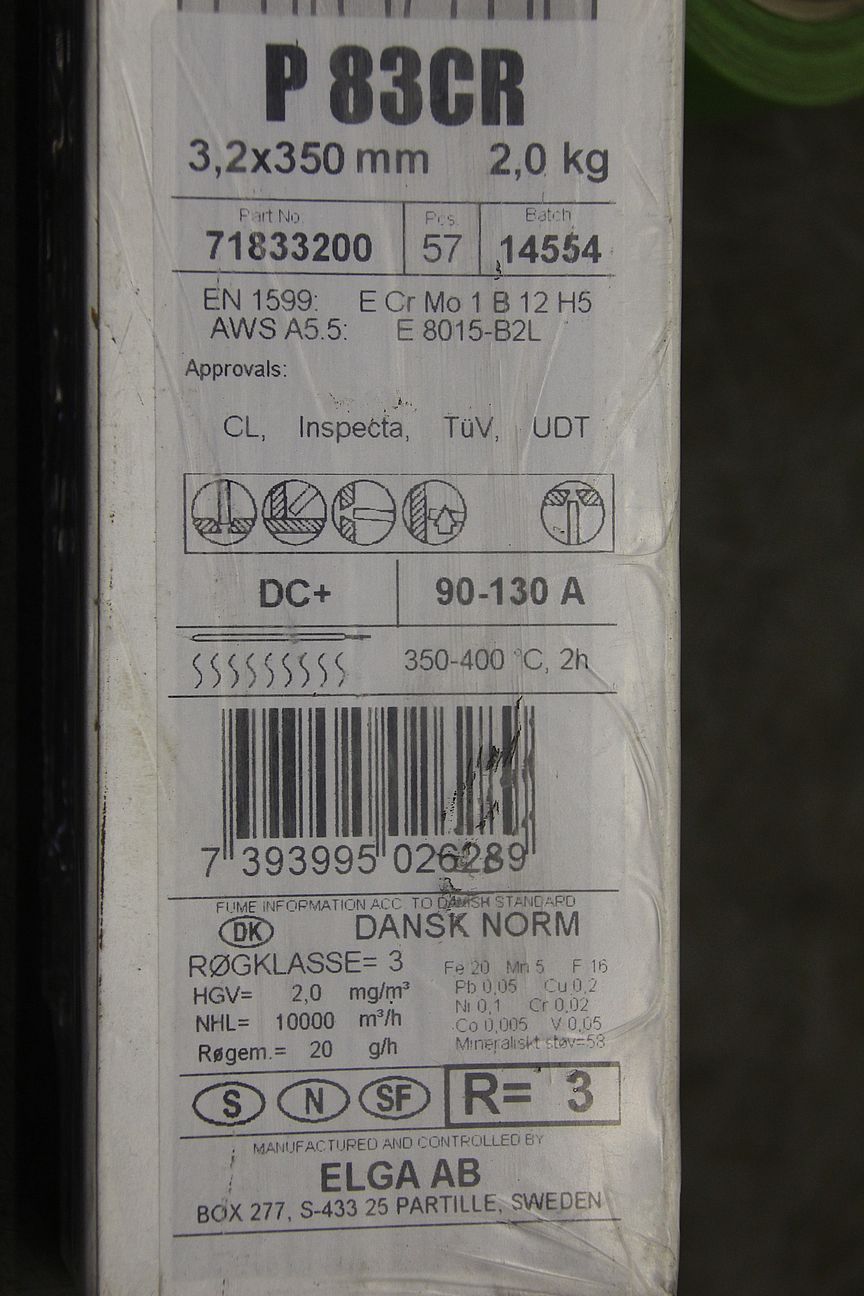 P 83CR
3,2x350 mm 2,0 kg
Part No. Pcs. Batch
71833200 57 14554
EN 1599: E Cr Mo 1 B 12 H5
AWS A5.5: E 8015-B2L
Approvals:
CL, Inspecta, TüV, UDT
DC+ 90-130 A
350-400 °C, 2h
7 393995 026289
FUME INFORMATION ACC. TO DANISH STANDARD
DK DANSK NORM
RØGKLASSE= 3
HGV= 2,0 mg/m³
NHL= 10000 m³/h
Røgem.= 20 g/h
Fe 20 Mn 5 F 16
Pb 0,05 Cu 0,2
Ni 0,1 Cr 0,02
Co 0,005 V 0,05
Mineraliskt støv=58
S N SF R= 3
MANUFACTURED AND CONTROLLED BY
ELGA AB
BOX 277, S-433 25 PARTILLE, SWEDEN